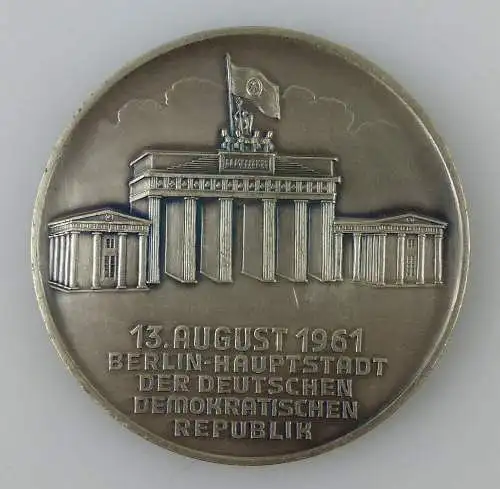 13. AUGUST 1961
BERLIN-HAUPTSTADT
DER DEUTSCHEN
DEMOKRATISCHEN
REPUBLIK